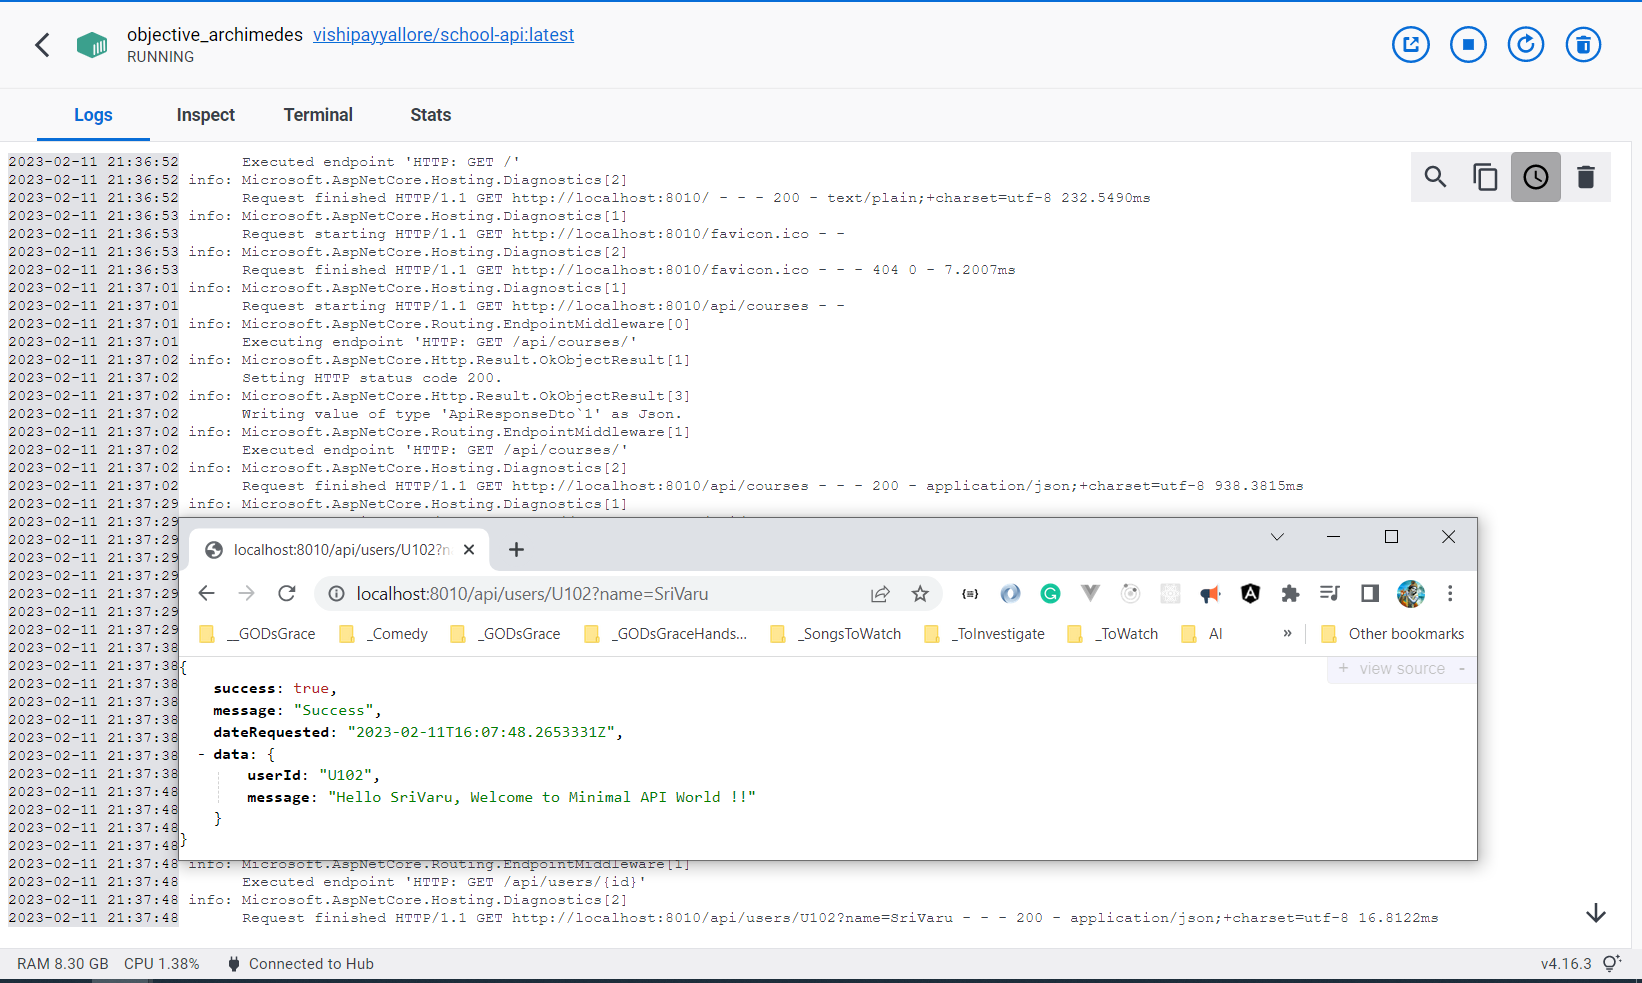 objective_archimedes vishipayyallore/school-api:latest
RUNNING
Logs Inspect Terminal Stats
2023-02-11 21:36:52 Executed endpoint 'HTTP: GET /'
2023-02-11 21:36:52 info: Microsoft.AspNetCore.Hosting.Diagnostics[2]
2023-02-11 21:36:52 Request finished HTTP/1.1 GET http://localhost:8010/ - - - 200 - text/plain;+charset=utf-8 232.5490ms
2023-02-11 21:36:53 info: Microsoft.AspNetCore.Hosting.Diagnostics[1]
2023-02-11 21:36:53 Request starting HTTP/1.1 GET http://localhost:8010/favicon.ico - -
2023-02-11 21:36:53 info: Microsoft.AspNetCore.Hosting.Diagnostics[2]
2023-02-11 21:36:53 Request finished HTTP/1.1 GET http://localhost:8010/favicon.ico - - - 404 0 - 7.2007ms
2023-02-11 21:37:01 info: Microsoft.AspNetCore.Hosting.Diagnostics[1]
2023-02-11 21:37:01 Request starting HTTP/1.1 GET http://localhost:8010/api/courses - -
2023-02-11 21:37:01 info: Microsoft.AspNetCore.Routing.EndpointMiddleware[0]
2023-02-11 21:37:01 Executing endpoint 'HTTP: GET /api/courses/'
2023-02-11 21:37:02 info: Microsoft.AspNetCore.Http.Result.OkObjectResult[1]
2023-02-11 21:37:02 Setting HTTP status code 200.
2023-02-11 21:37:02 info: Microsoft.AspNetCore.Http.Result.OkObjectResult[3]
2023-02-11 21:37:02 Writing value of type 'ApiResponseDto`1' as Json.
2023-02-11 21:37:02 info: Microsoft.AspNetCore.Routing.EndpointMiddleware[1]
2023-02-11 21:37:02 Executed endpoint 'HTTP: GET /api/courses/'
2023-02-11 21:37:02 info: Microsoft.AspNetCore.Hosting.Diagnostics[2]
2023-02-11 21:37:02 Request finished HTTP/1.1 GET http://localhost:8010/api/courses - - - 200 - application/json;+charset=utf-8 938.3815ms
2023-02-11 21:37:29 info: Microsoft.AspNetCore.Hosting.Diagnostics[1]
2023-02-11 21:37:29
2023-02-11 21:37:29
2023-02-11 21:37:29
2023-02-11 21:37:29
2023-02-11 21:37:29
2023-02-11 21:37:29
2023-02-11 21:37:29
2023-02-11 21:37:38
2023-02-11 21:37:38
2023-02-11 21:37:38
2023-02-11 21:37:38
2023-02-11 21:37:38
2023-02-11 21:37:38
2023-02-11 21:37:38
2023-02-11 21:37:38
2023-02-11 21:37:48
2023-02-11 21:37:48
2023-02-11 21:37:48
2023-02-11 21:37:48
localhost:8010/api/users/U102?n
localhost:8010/api/users/U102?name=SriVaru
__GODsGrace _Comedy _GODsGrace _GODsGraceHands... _SongsToWatch _ToInvestigate _ToWatch AI » Other bookmarks
+ view source -
{
success: true,
message: "Success",
dateRequested: "2023-02-11T16:07:48.2653331Z",
- data: {
userId: "U102",
message: "Hello SriVaru, Welcome to Minimal API World !!"
}
}
2023-02-11 21:37:48 info: Microsoft.AspNetCore.Routing.EndpointMiddleware[1]
2023-02-11 21:37:48 Executed endpoint 'HTTP: GET /api/users/{id}'
2023-02-11 21:37:48 info: Microsoft.AspNetCore.Hosting.Diagnostics[2]
2023-02-11 21:37:48 Request finished HTTP/1.1 GET http://localhost:8010/api/users/U102?name=SriVaru - - - 200 - application/json;+charset=utf-8 16.8122ms
RAM 8.30 GB CPU 1.38% Connected to Hub v4.16.3